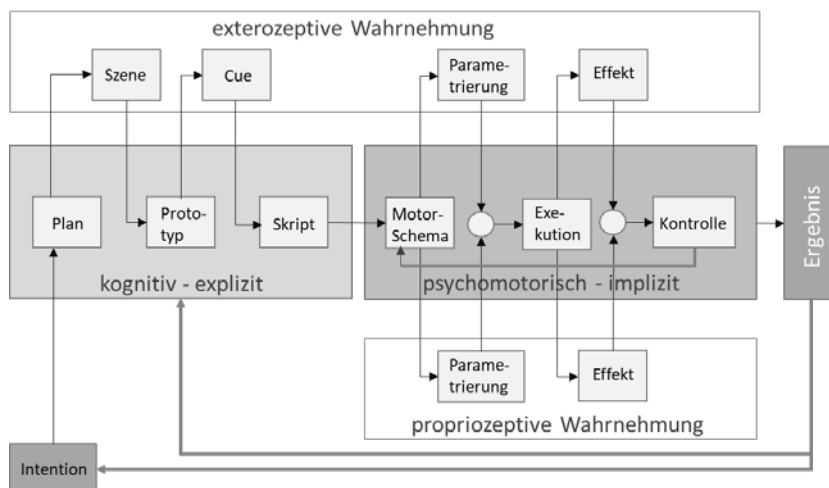 exterozeptive Wahrnehmung
Szene
Cue
Parame-
trierung
Effekt
Plan
Proto-
typ
Skript
kognitiv - explizit
Motor-
Schema
Exe-
kution
Kontrolle
psychomotorisch - implizit
Ergebnis
Parame-
trierung
Effekt
propriozeptive Wahrnehmung
Intention